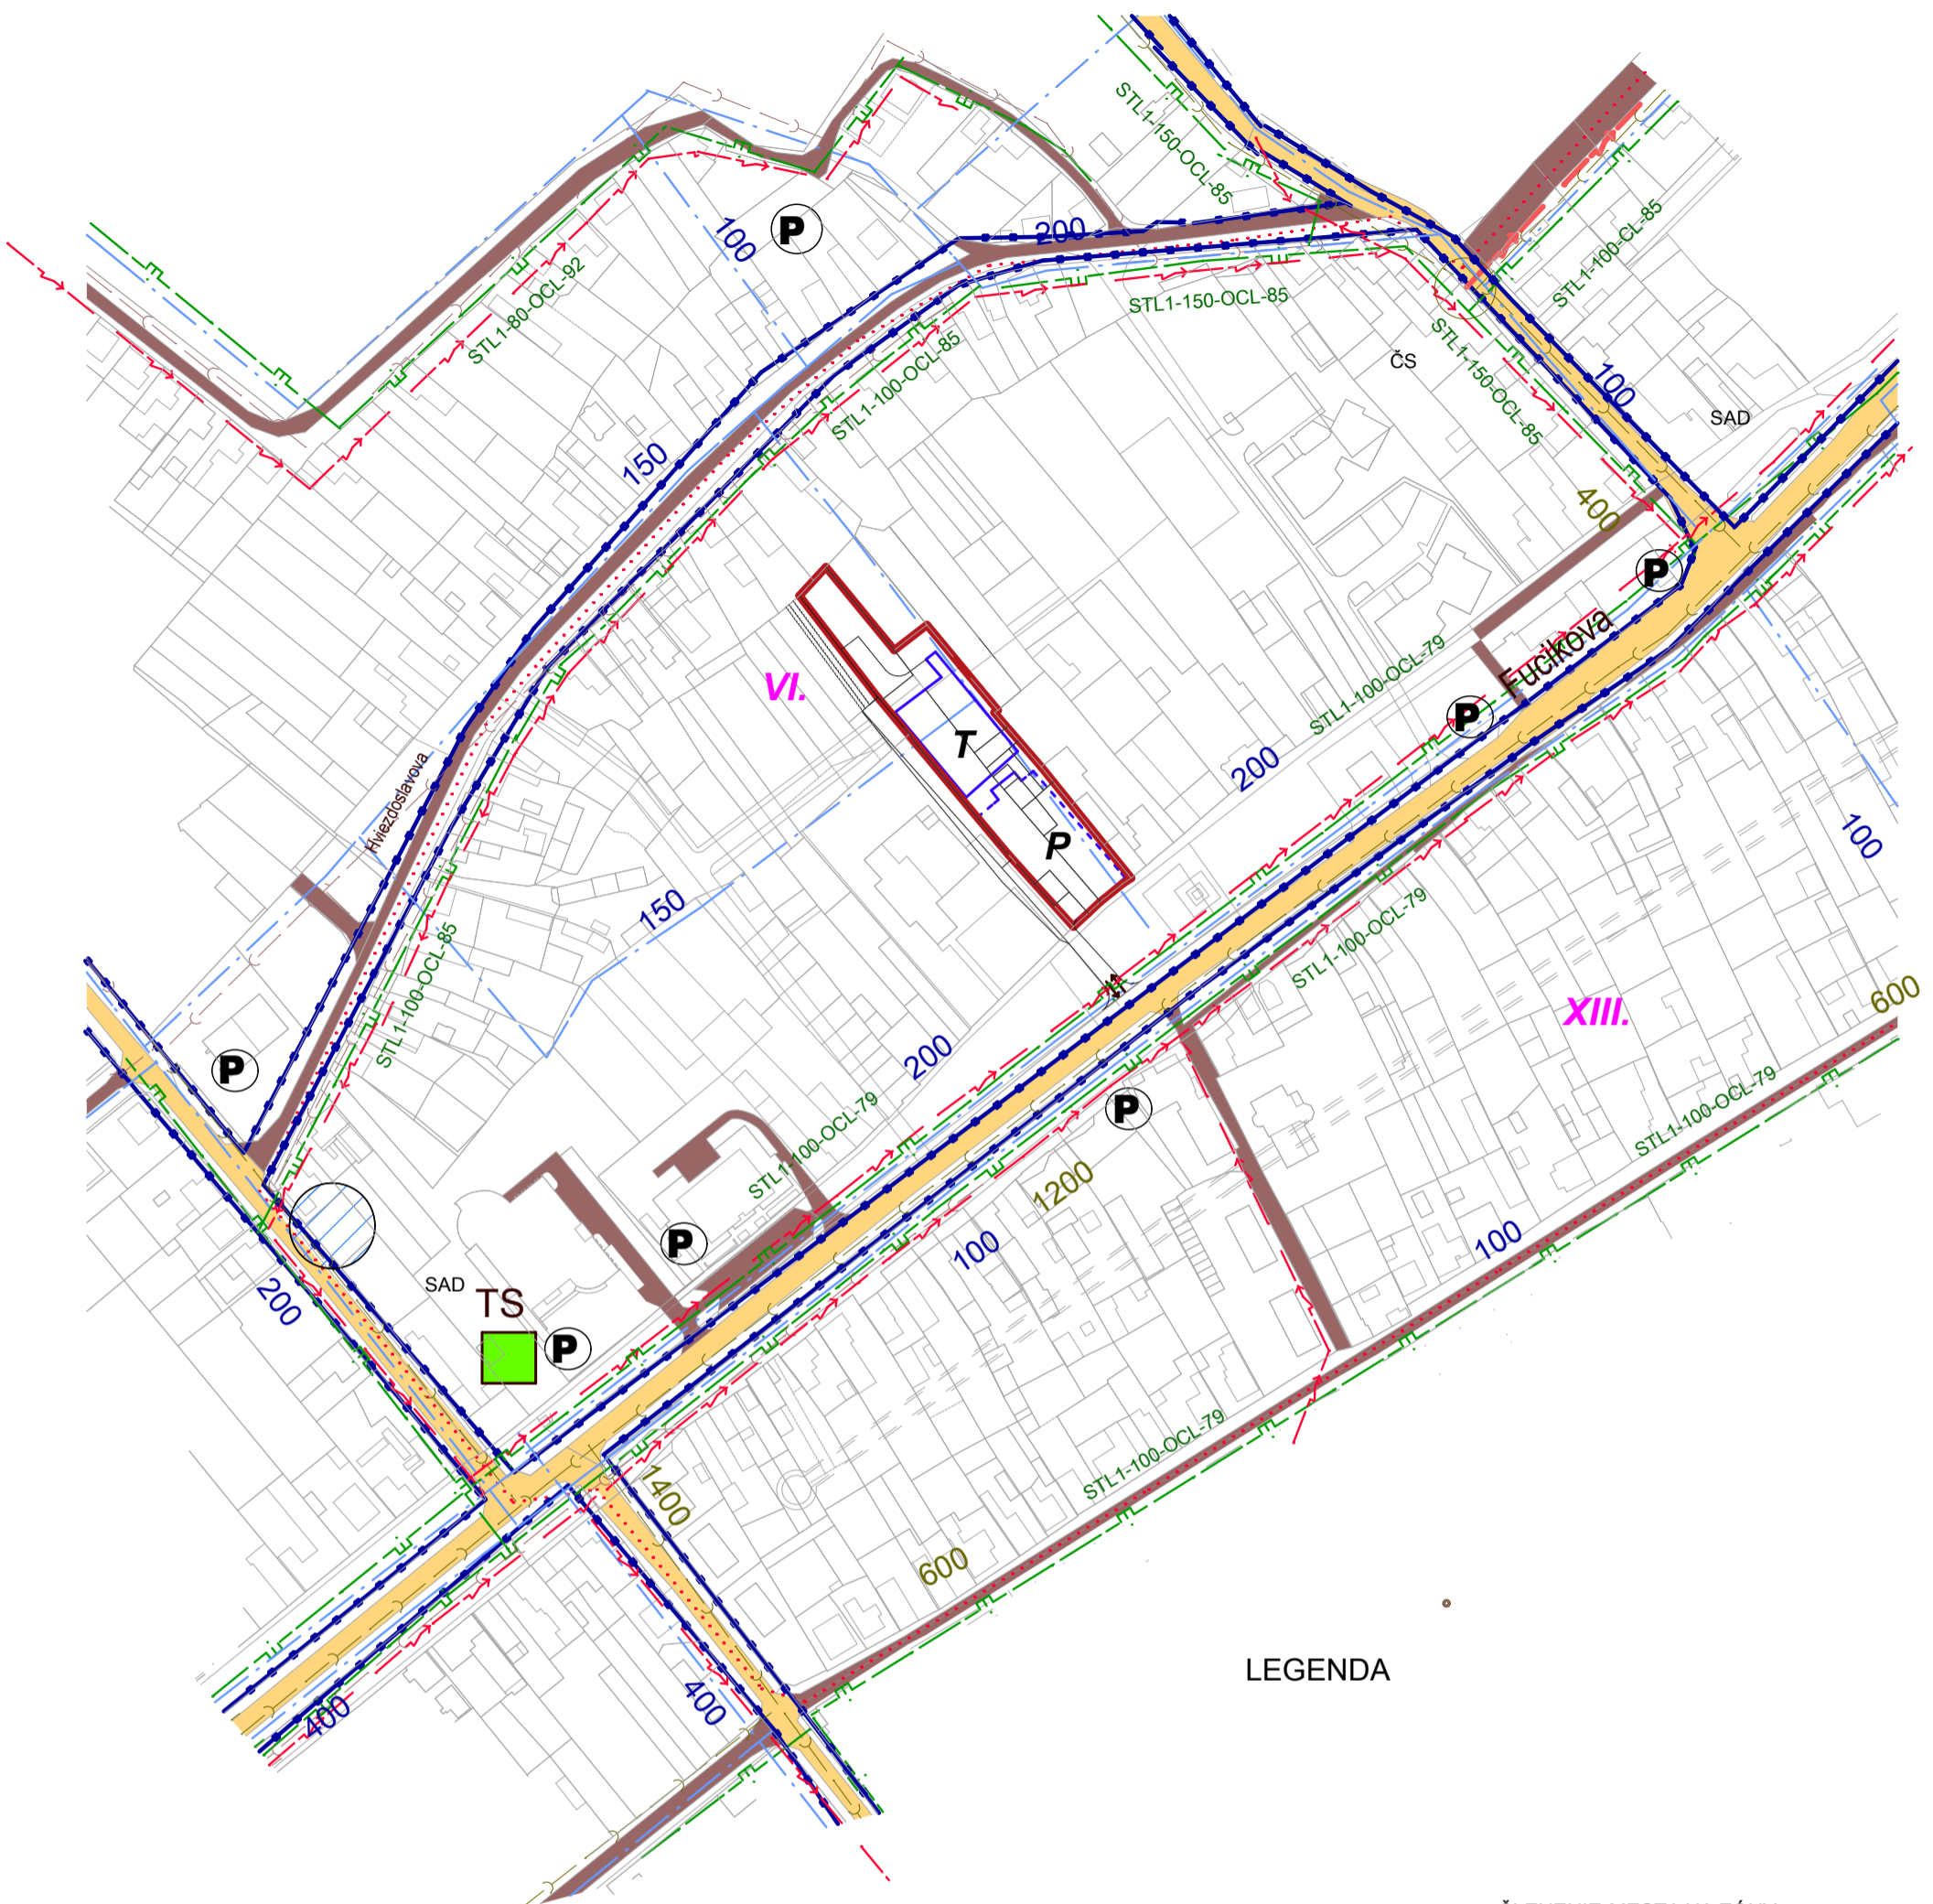 STL1-150-OCL-85
P
100
200
STL1-100-CL-85
STL1-80-OCL-92
STL1-150-OCL-85
STL1-100-OCL-85
STL1-150-OCL-85
ČS
100
SAD
150
400
P
Fucikova
VI.
STL1-100-OCL-79
P
T
200
Hviezdoslavova
P
100
150
STL1-100-OCL-79
STL1-100-OCL-85
XIII.
600
200
P
P
STL1-100-OCL-79
STL1-100-OCL-79
1200
100
100
P
200
SAD
TS
P
STL1-100-OCL-79
1400
600
400
400
LEGENDA